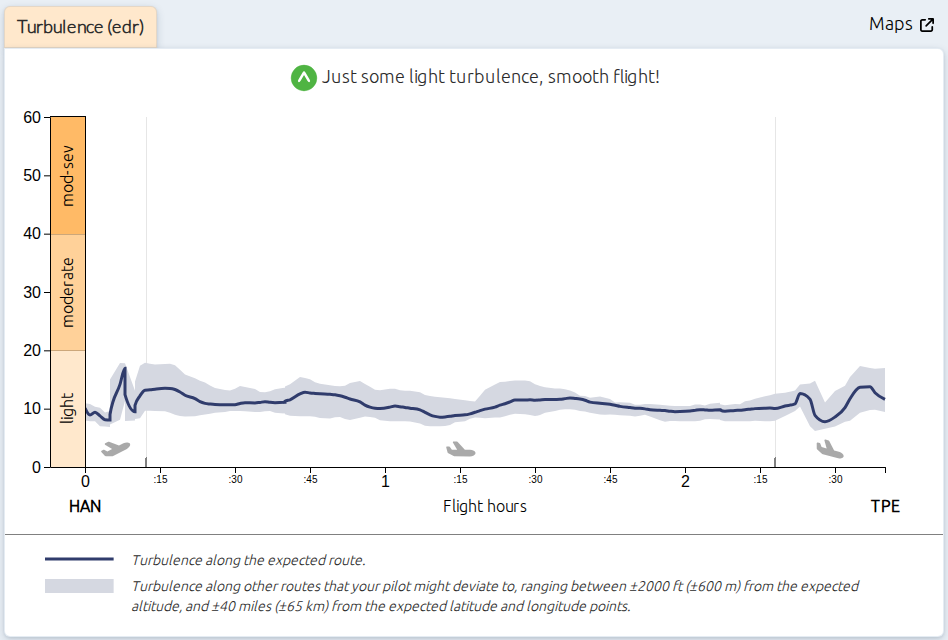 Turbulence (edr)
Maps
Just some light turbulence, smooth flight!
60
50
40
30
20
10
0
mod-sev
moderate
light
0 :15 :30 :45 1 :15 :30 :45 2 :15 :30
HAN Flight hours TPE
Turbulence along the expected route.
Turbulence along other routes that your pilot might deviate to, ranging between ±2000 ft (±600 m) from the expected
altitude, and ±40 miles (±65 km) from the expected latitude and longitude points.